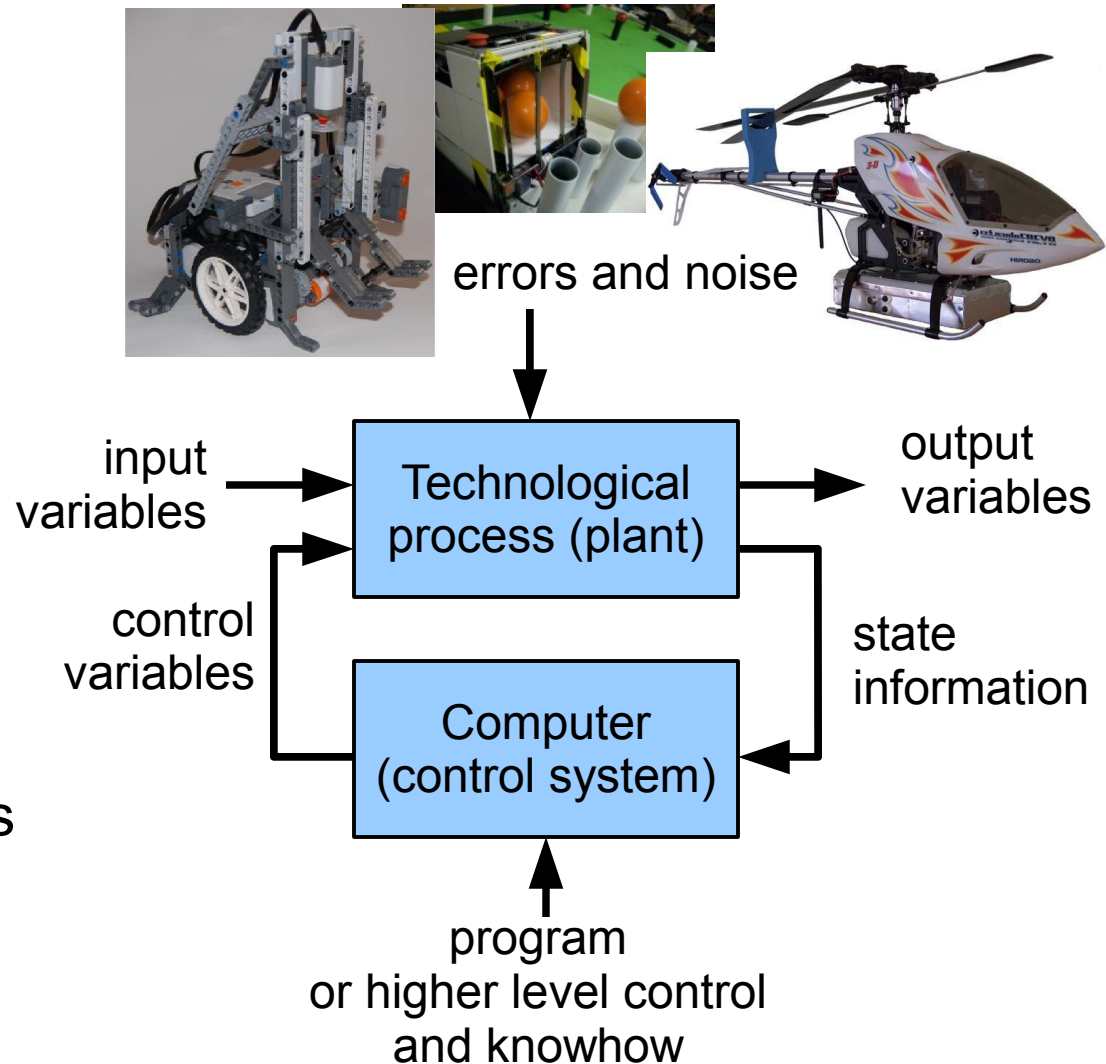 errors and noise
input
variables
Technological
process (plant)
output
variables
control
variables
state
information
Computer
(control system)
s
program
or higher level control
and knowhow